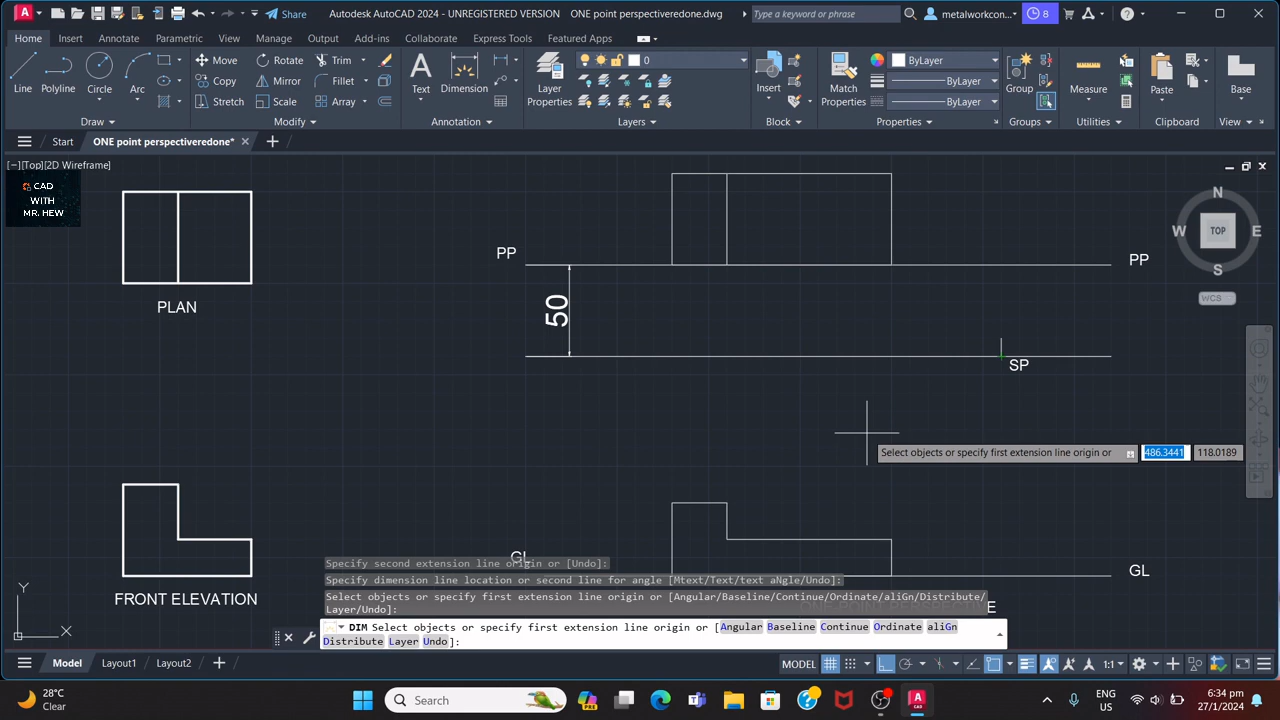 Share
Autodesk AutoCAD 2024 - UNREGISTERED VERSION
ONE point perspectiveredone.dwg
Type a keyword or phrase
metalworkcon...
8
Home
Insert
Annotate
Parametric
View
Manage
Output
Add-ins
Collaborate
Express Tools
Featured Apps
Line
Polyline
Circle
Arc
Move
Rotate
Trim
Copy
Mirror
Fillet
Stretch
Scale
Array
Text
Dimension
Layer
Properties
0
Insert
Match
Properties
ByLayer
ByLayer
ByLayer
Group
Measure
Paste
Base
Draw
Modify
Annotation
Layers
Block
Properties
Groups
Utilities
Clipboard
View
Start
ONE point perspectiveredone*
[−][Top][2D Wireframe]
CAD
WITH
MR. HEW
N
W
TOP
E
S
WCS
PP
PP
PLAN
50
SP
Select objects or specify first extension line origin or
486.3441
118.0189
GL
GL
FRONT ELEVATION
Y
X
Specify second extension line origin or [Undo]:
Specify dimension line location or second line for angle [Mtext/Text/text aNgle/Undo]:
Select objects or specify first extension line origin or [Angular/Baseline/Continue/Ordinate/aliGn/Distribute/
Layer/Undo]:
DIM Select objects or specify first extension line origin or [Angular Baseline Continue Ordinate aliGn
Distribute Layer Undo]:
Model
Layout1
Layout2
MODEL
1:1
28°C
Clear
Search
ENG
US
6:34 pm
27/1/2024